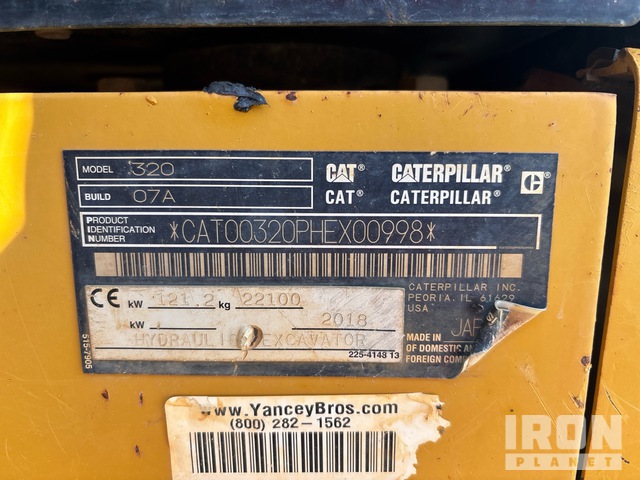 MODEL 320 CAT® CATERPILLAR®
BUILD 07A CAT® CATERPILLAR® C
PRODUCT
IDENTIFICATION
NUMBER *CAT00320PHEX00998*
CATERPILLAR INC.
PEORIA, IL 61629
USA
CE kW 121.2 kg 22100
kW 2018
HYDRAULIC EXCAVATOR
225-4148 13
MADE IN
OF DOMESTIC AND
FOREIGN
515-7905
www.YanceyBros.com
(800) 282-1562
IRON
PLANET